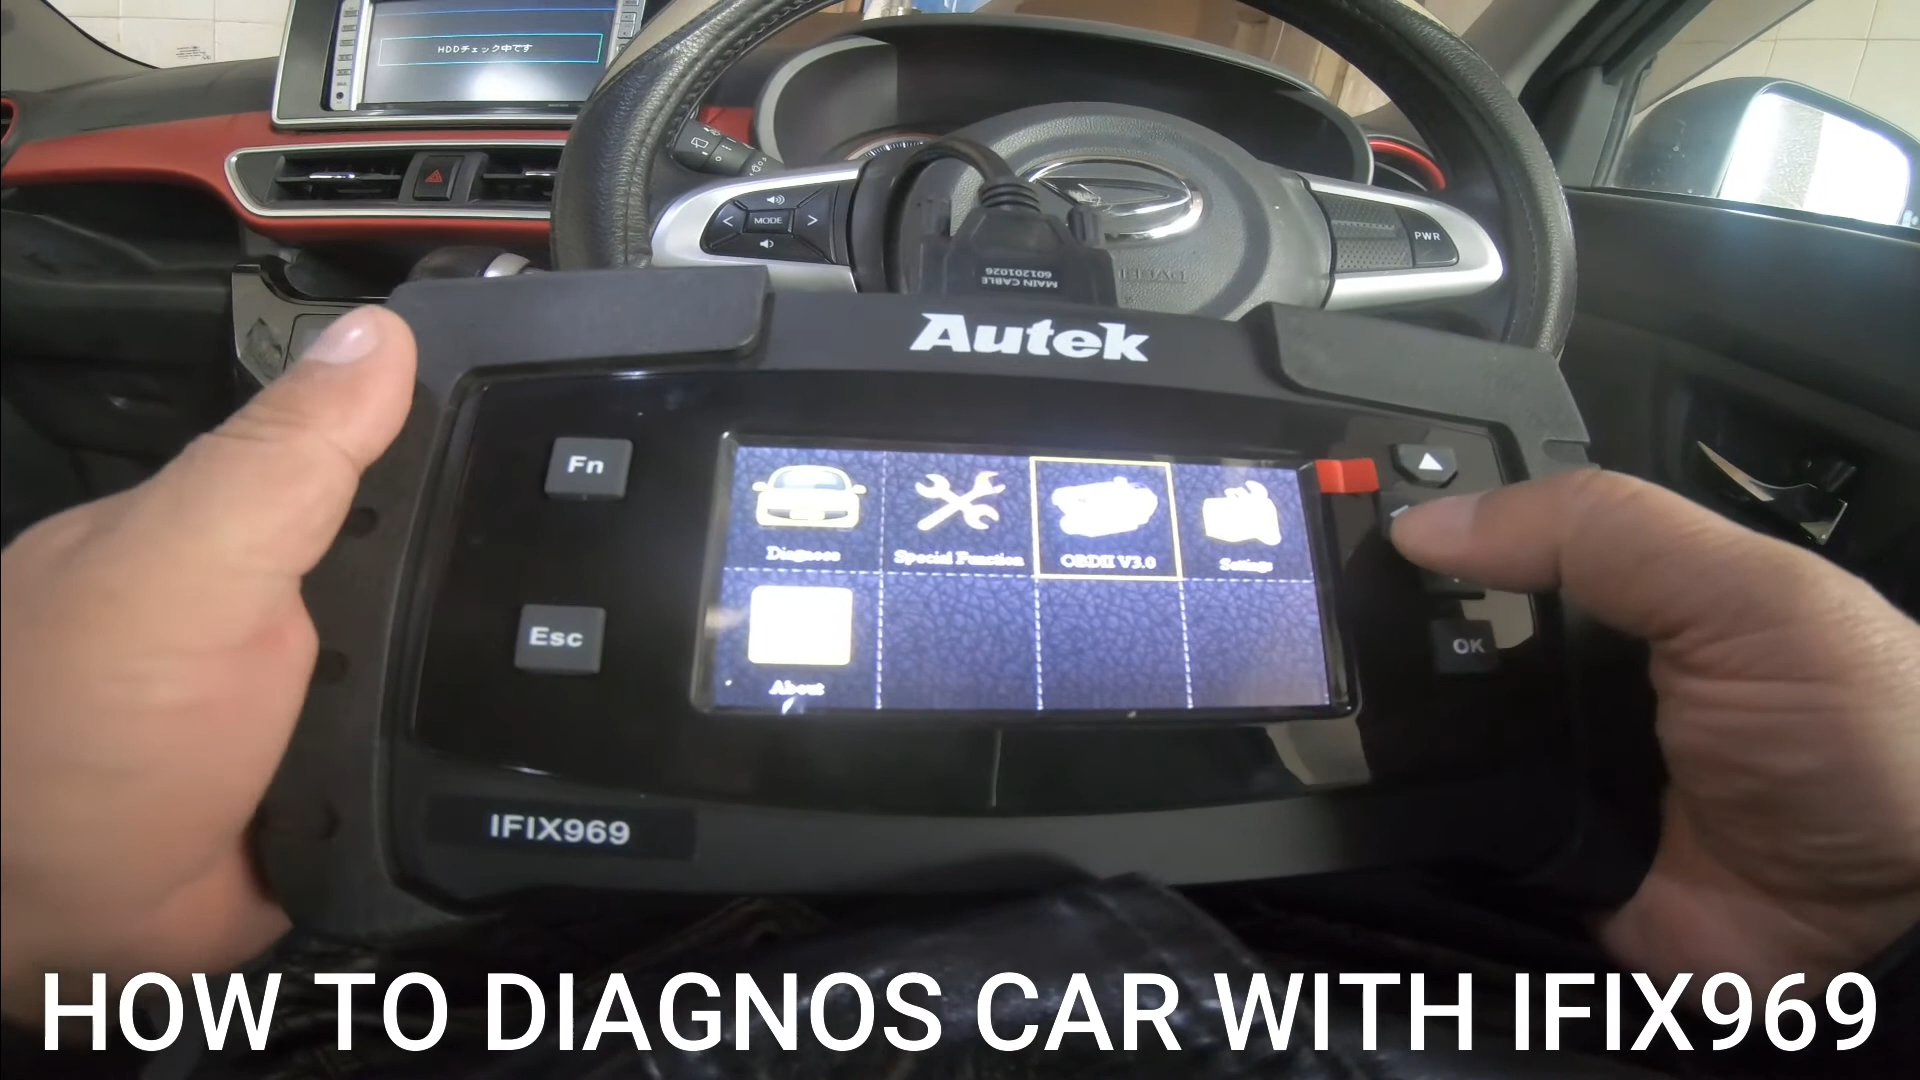 HDDチェック中です
MODE
PWR
MAIN CABLE
601201026
Autek
Fn
Diagnose
Special Function
OBDII V3.0
Settings
Esc
OK
About
IFIX969
HOW TO DIAGNOS CAR WITH IFIX969